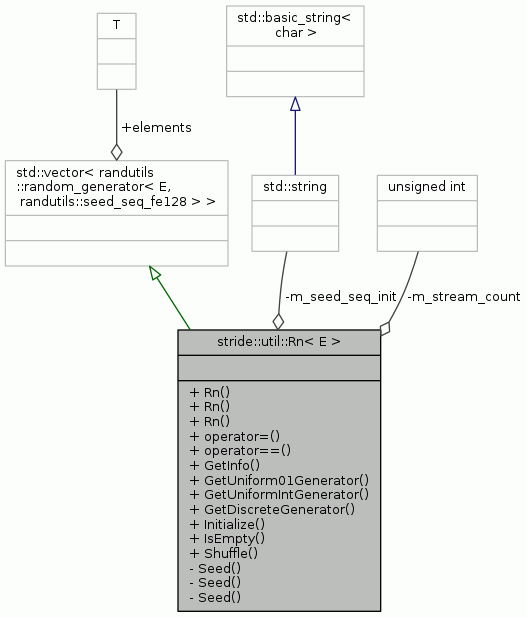 T
std::basic_string<
char >
+elements
std::vector< randutils
::random_generator< E,
randutils::seed_seq_fe128 > >
std::string
unsigned int
-m_seed_seq_init
-m_stream_count
stride::util::Rn< E >
+ Rn()
+ Rn()
+ Rn()
+ operator=()
+ operator==()
+ GetInfo()
+ GetUniform01Generator()
+ GetUniformIntGenerator()
+ GetDiscreteGenerator()
+ Initialize()
+ IsEmpty()
+ Shuffle()
- Seed()
- Seed()
- Seed()